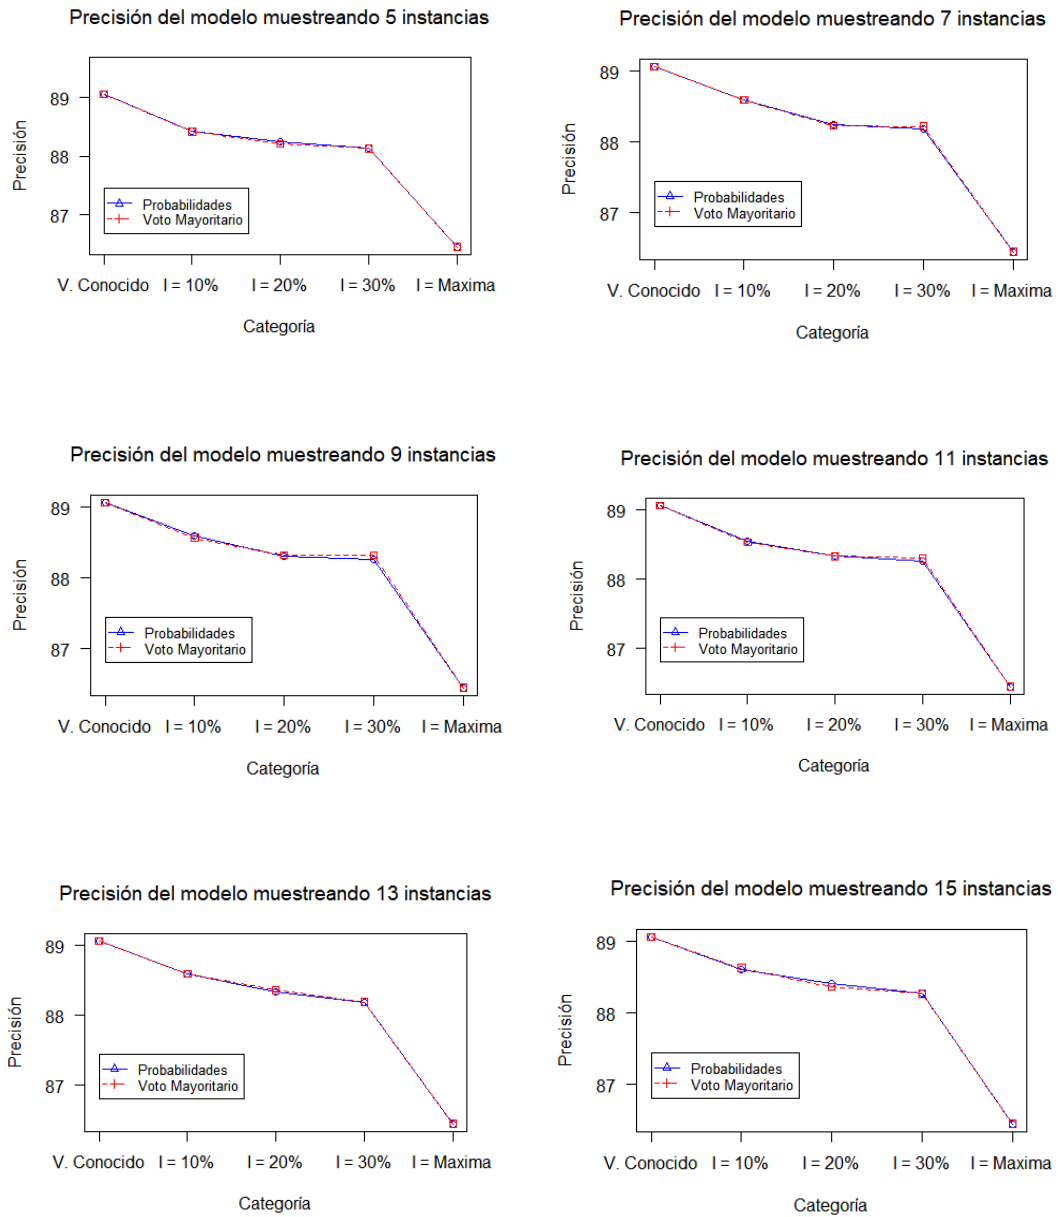 Precisión del modelo muestreando 5 instancias
89
88
87
Precisión
Probabilidades
Voto Mayoritario
V. Conocido I = 10% I = 20% I = 30% I = Maxima
Categoría
Precisión del modelo muestreando 7 instancias
89
88
87
Precisión
Probabilidades
Voto Mayoritario
V. Conocido I = 10% I = 20% I = 30% I = Maxima
Categoría
Precisión del modelo muestreando 9 instancias
89
88
87
Precisión
Probabilidades
Voto Mayoritario
V. Conocido I = 10% I = 20% I = 30% I = Maxima
Categoría
Precisión del modelo muestreando 11 instancias
89
88
87
Precisión
Probabilidades
Voto Mayoritario
V. Conocido I = 10% I = 20% I = 30% I = Maxima
Categoría
Precisión del modelo muestreando 13 instancias
89
88
87
Precisión
Probabilidades
Voto Mayoritario
V. Conocido I = 10% I = 20% I = 30% I = Maxima
Categoría
Precisión del modelo muestreando 15 instancias
89
88
87
Precisión
Probabilidades
Voto Mayoritario
V. Conocido I = 10% I = 20% I = 30% I = Maxima
Categoría